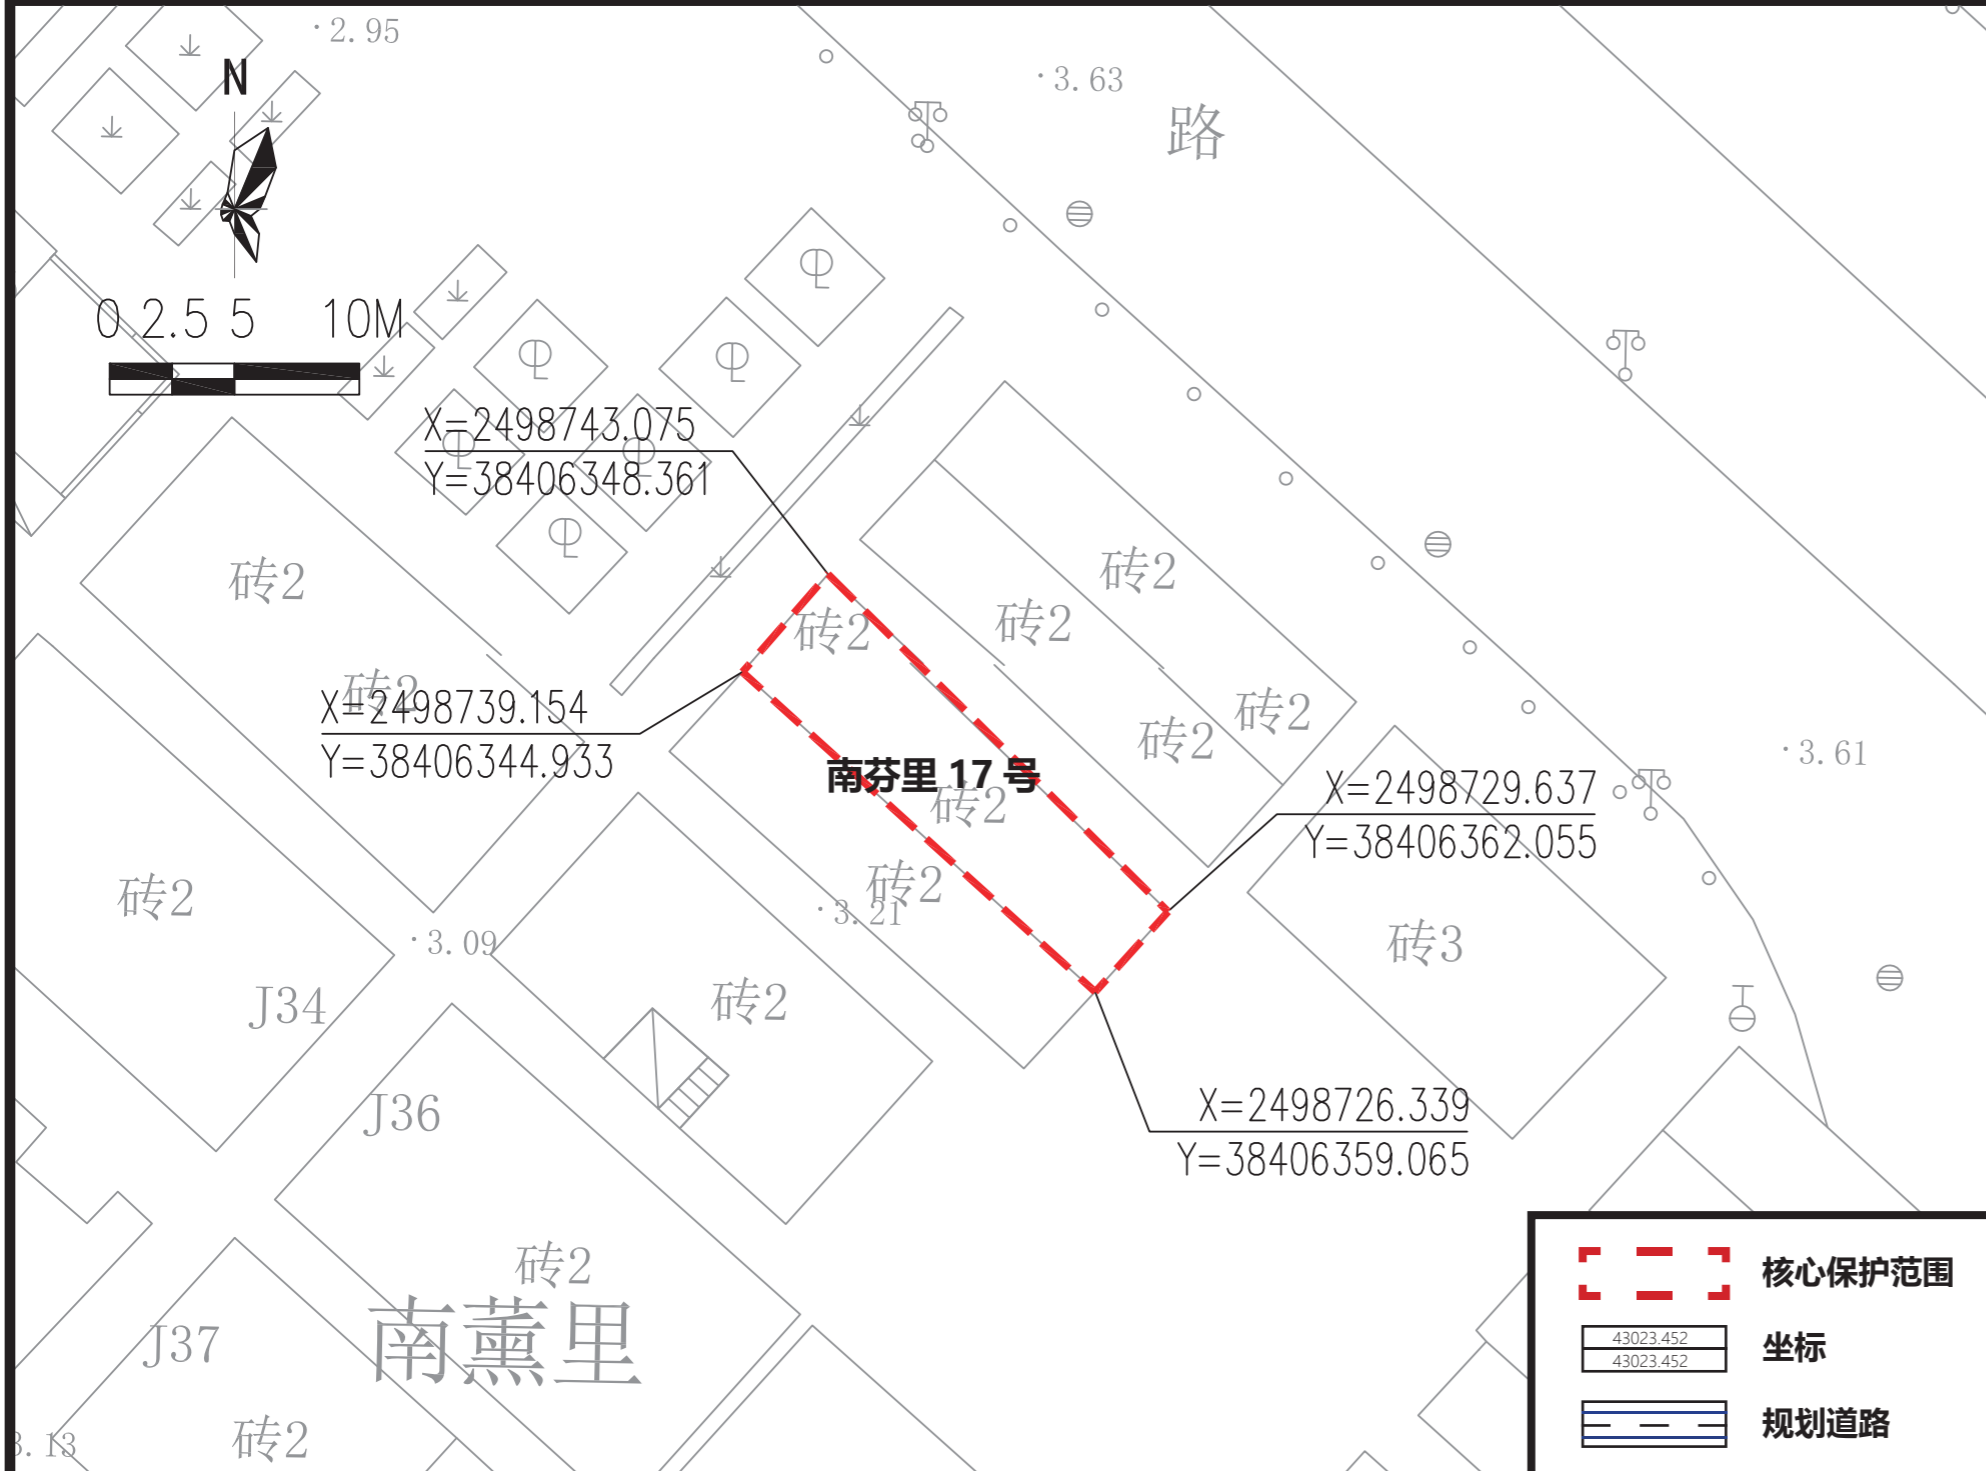 2.95
N
3.63
路
0 2.5 5 10M
X=2498743.075
Y=38406348.361
砖2
砖2
砖2
砖2
砖2
X=2498739.154
Y=38406344.933
砖2
砖2
3.61
南芬里 17 号
砖2
X=2498729.637
Y=38406362.055
砖2
砖2
3.21
3.09
砖3
J34
砖2
J36
X=2498726.339
Y=38406359.065
砖2
南薰里
J37
砖2
3.13
核心保护范围
43023.452
43023.452
坐标
规划道路